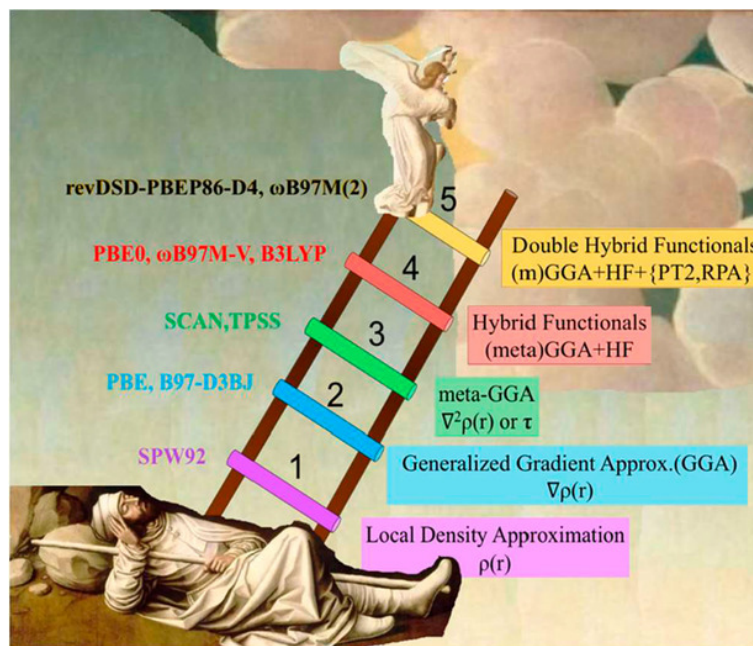 revDSD-PBEP86-D4, ωB97M(2)
5
Double Hybrid Functionals
(m)GGA+HF+{PT2,RPA}
PBE0, ωB97M-V, B3LYP
4
Hybrid Functionals
(meta)GGA+HF
SCAN,TPSS
3
meta-GGA
∇²ρ(r) or τ
PBE, B97-D3BJ
2
Generalized Gradient Approx.(GGA)
∇ρ(r)
SPW92
1
Local Density Approximation
ρ(r)